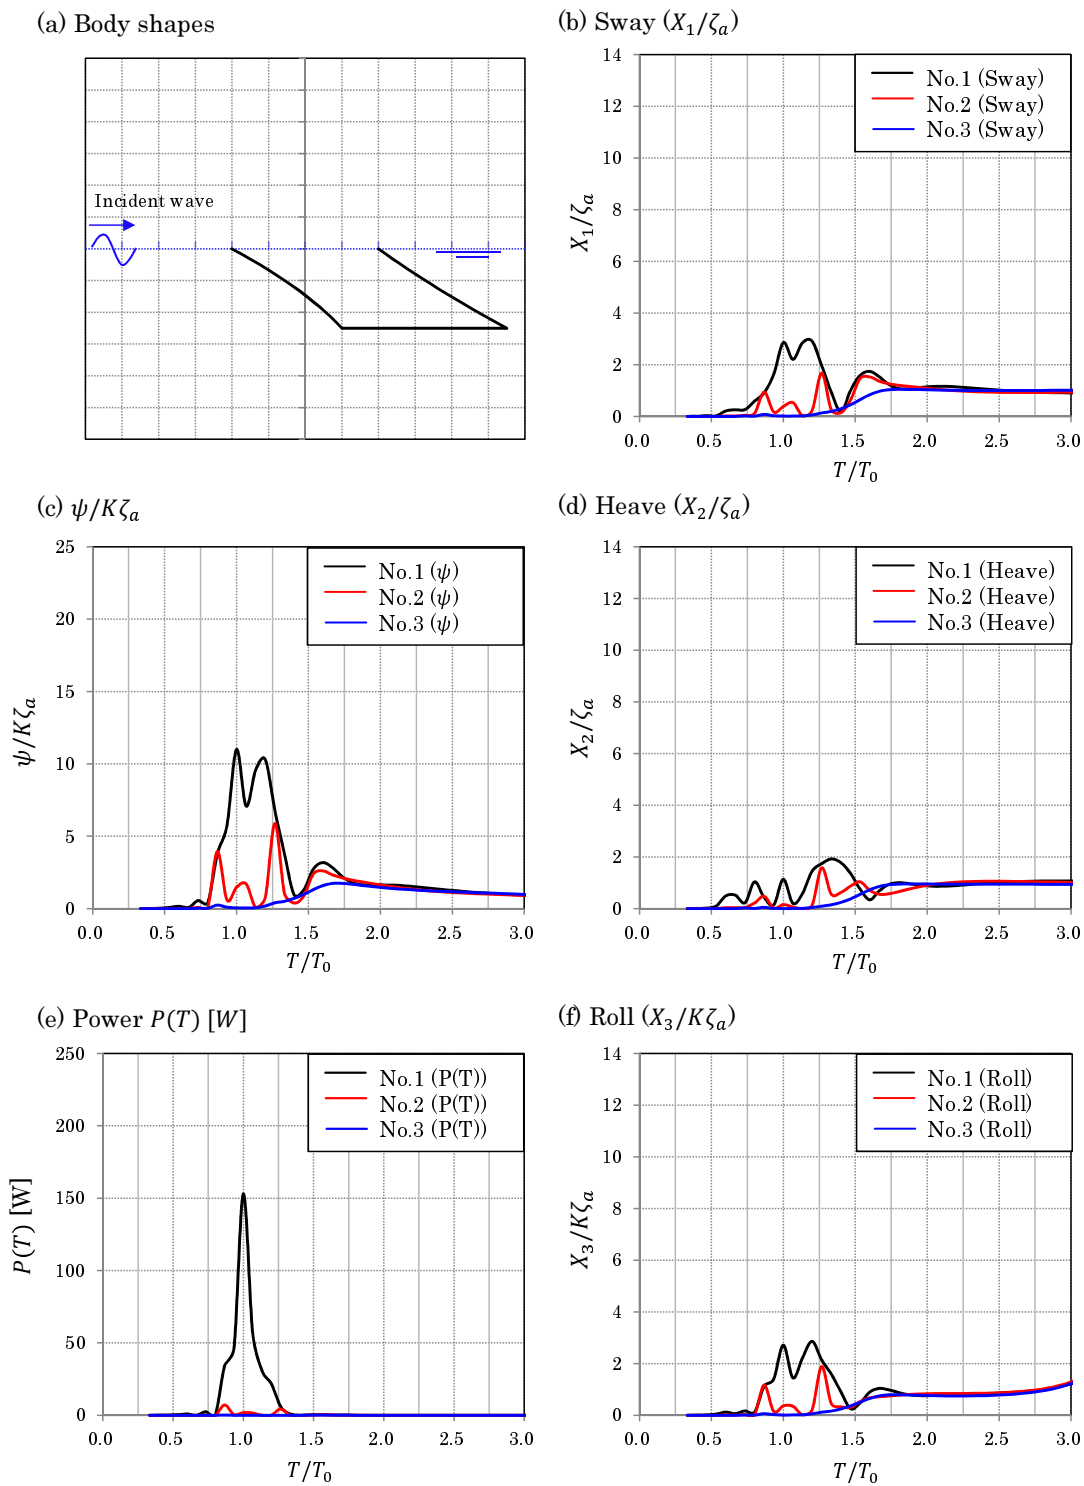 (a) Body shapes
Incident wave
(b) Sway (X₁/ζₐ)
14
12
10
8
6
4
2
0
X₁/ζₐ
No.1 (Sway)
No.2 (Sway)
No.3 (Sway)
0.0 0.5 1.0 1.5 2.0 2.5 3.0
T/T₀
(c) ψ/Kζₐ
25
20
15
10
5
0
ψ/Kζₐ
No.1 (ψ)
No.2 (ψ)
No.3 (ψ)
0.0 0.5 1.0 1.5 2.0 2.5 3.0
T/T₀
(d) Heave (X₂/ζₐ)
14
12
10
8
6
4
2
0
X₂/ζₐ
No.1 (Heave)
No.2 (Heave)
No.3 (Heave)
0.0 0.5 1.0 1.5 2.0 2.5 3.0
T/T₀
(e) Power P(T) [W]
250
200
150
100
50
0
P(T) [W]
No.1 (P(T))
No.2 (P(T))
No.3 (P(T))
0.0 0.5 1.0 1.5 2.0 2.5 3.0
T/T₀
(f) Roll (X₃/Kζₐ)
14
12
10
8
6
4
2
0
X₃/Kζₐ
No.1 (Roll)
No.2 (Roll)
No.3 (Roll)
0.0 0.5 1.0 1.5 2.0 2.5 3.0
T/T₀